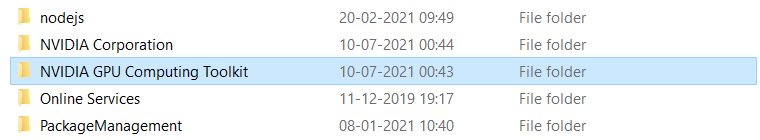 nodejs 20-02-2021 09:49 File folder
NVIDIA Corporation 10-07-2021 00:44 File folder
NVIDIA GPU Computing Toolkit 10-07-2021 00:43 File folder
Online Services 11-12-2019 19:17 File folder
PackageManagement 08-01-2021 10:40 File folder